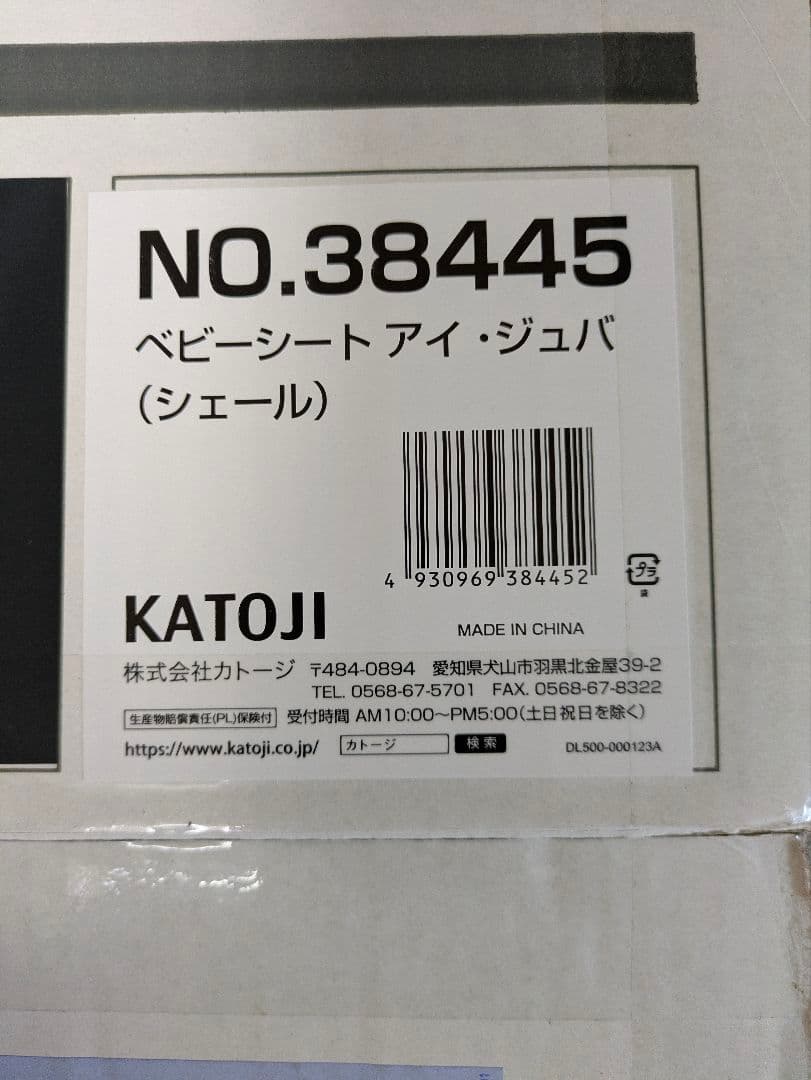 NO.38445
ベビーシート アイ・ジュバ
(シェール)
4 930969 384452
プラ
袋
KATOJI
MADE IN CHINA
株式会社カトージ 〒484-0894 愛知県犬山市羽黒北金屋39-2
TEL. 0568-67-5701 FAX. 0568-67-8322
生産物賠償責任(PL)保険付 受付時間 AM10:00〜PM5:00(土日祝日を除く)
https://www.katoji.co.jp/ カトージ 検索 DL500-000123A